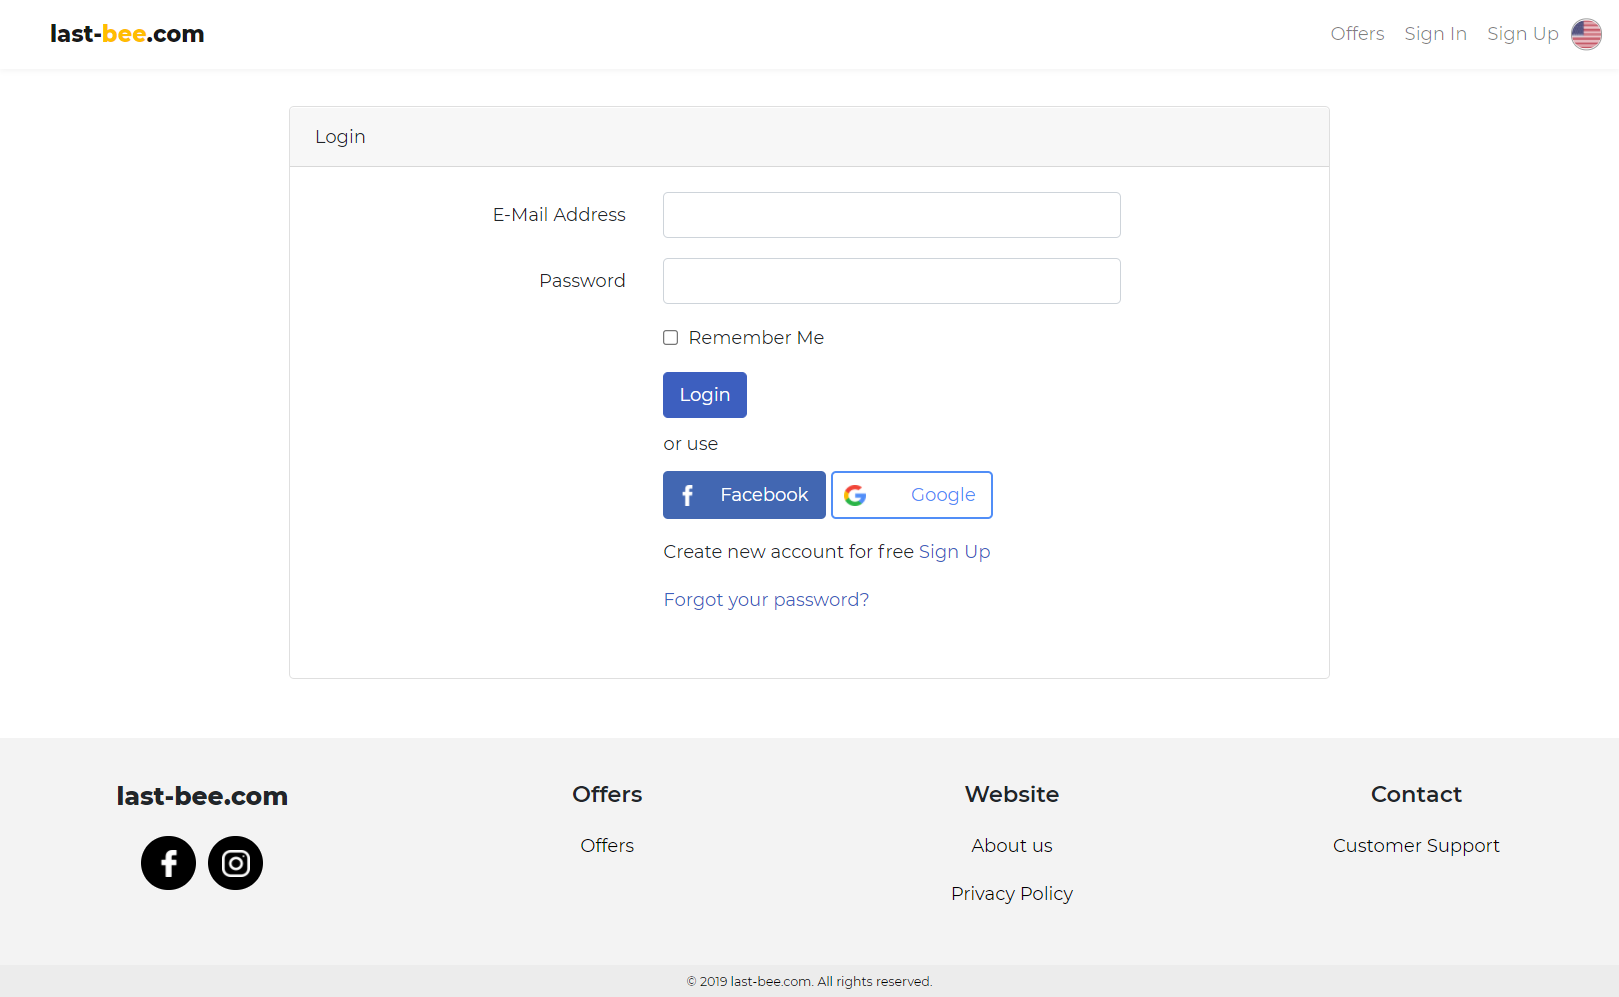 last-bee.com
Offers Sign In Sign Up
Login
E-Mail Address
Password
Remember Me
Login
or use
Facebook Google
Create new account for free Sign Up
Forgot your password?
last-bee.com
Offers
Offers
Website
About us
Privacy Policy
Contact
Customer Support
© 2019 last-bee.com. All rights reserved.